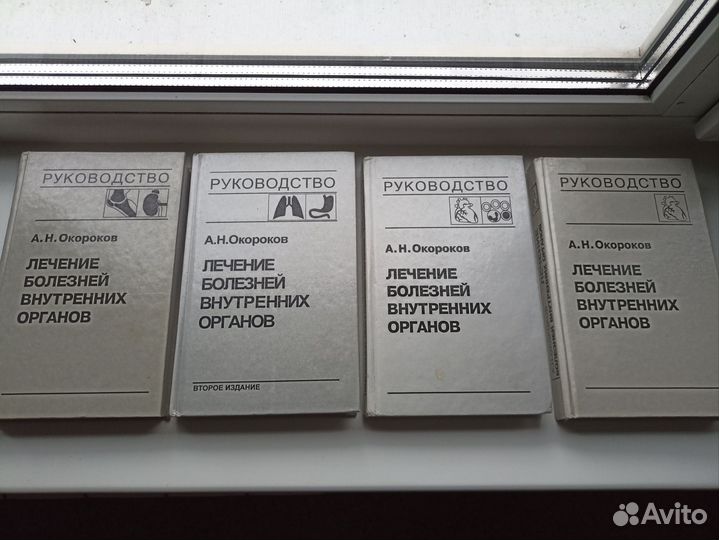 РУКОВОДСТВО
А.Н.Окороков
ЛЕЧЕНИЕ
БОЛЕЗНЕЙ
ВНУТРЕННИХ
ОРГАНОВ
РУКОВОДСТВО
А.Н.Окороков
ЛЕЧЕНИЕ
БОЛЕЗНЕЙ
ВНУТРЕННИХ
ОРГАНОВ
ВТОРОЕ ИЗДАНИЕ
РУКОВОДСТВО
А.Н.Окороков
ЛЕЧЕНИЕ
БОЛЕЗНЕЙ
ВНУТРЕННИХ
ОРГАНОВ
РУКОВОДСТВО
А.Н.Окороков
ЛЕЧЕНИЕ
БОЛЕЗНЕЙ
ВНУТРЕННИХ
ОРГАНОВ
Avito